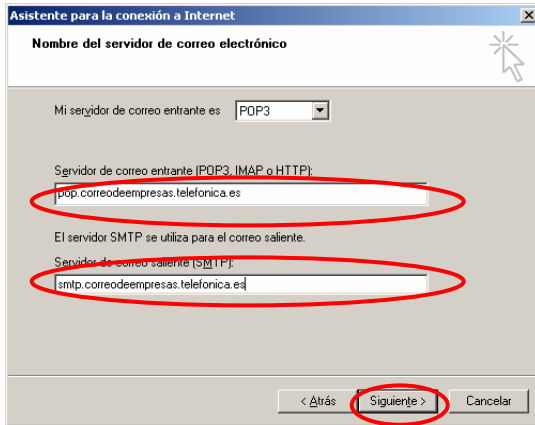 Asistente para la conexión a Internet
Nombre del servidor de correo electrónico
Mi servidor de correo entrante es POP3
Servidor de correo entrante (POP3, IMAP o HTTP):
pop.correodeempresas.telefonica.es
El servidor SMTP se utiliza para el correo saliente.
Servidor de correo saliente (SMTP):
smtp.correodeempresas.telefonica.es
< Atrás Siguiente > Cancelar